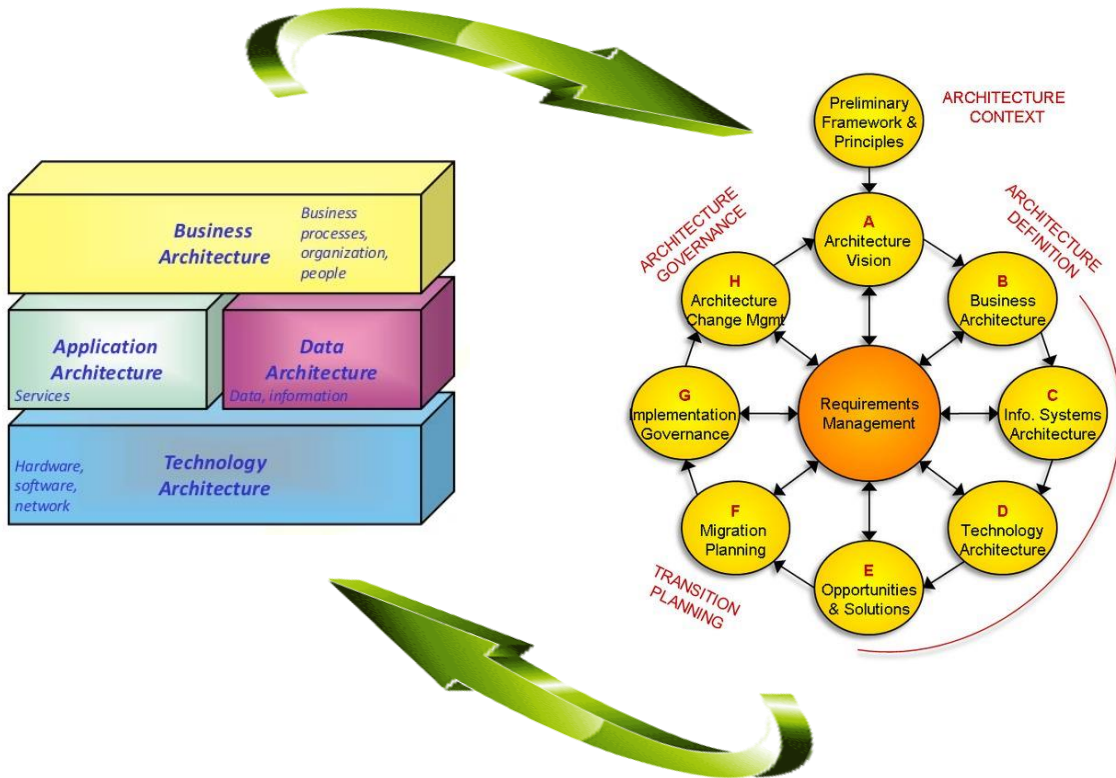 Business
Architecture
Business
processes,
organization,
people
Application
Architecture
Services
Data
Architecture
Data, information
Technology
Architecture
Hardware,
software,
network
Preliminary
Framework &
Principles
ARCHITECTURE
CONTEXT
ARCHITECTURE
GOVERNANCE
ARCHITECTURE
DEFINITION
A
Architecture
Vision
B
Business
Architecture
H
Architecture
Change Mgmt
C
Info. Systems
Architecture
G
Implementation
Governance
Requirements
Management
D
Technology
Architecture
F
Migration
Planning
E
Opportunities
& Solutions
TRANSITION
PLANNING